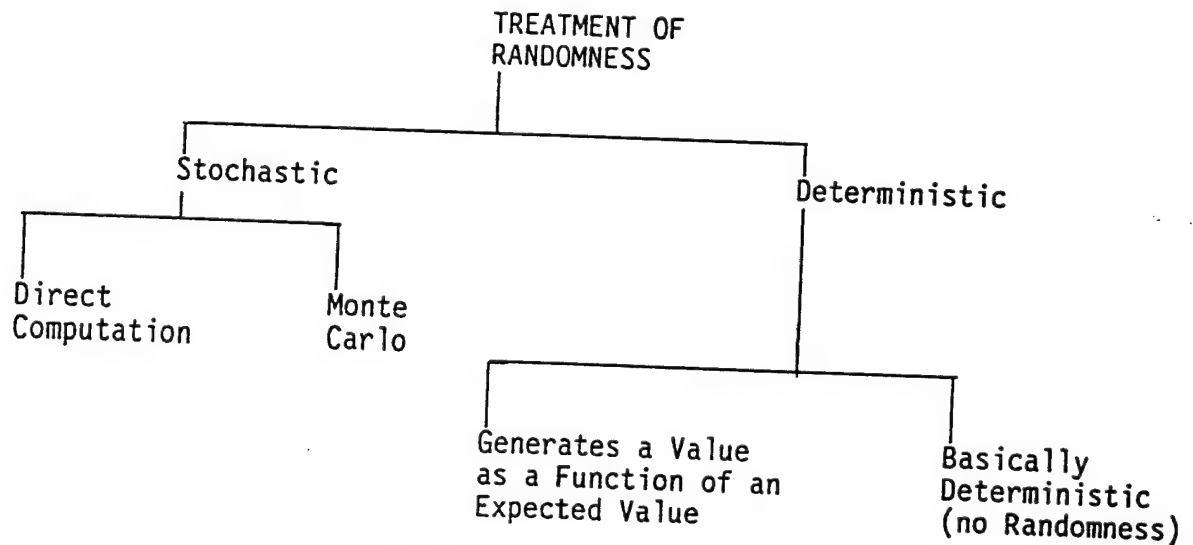 TREATMENT OF
RANDOMNESS
Stochastic
Deterministic
Direct
Computation
Monte
Carlo
Generates a Value
as a Function of an
Expected Value
Basically
Deterministic
(no Randomness)